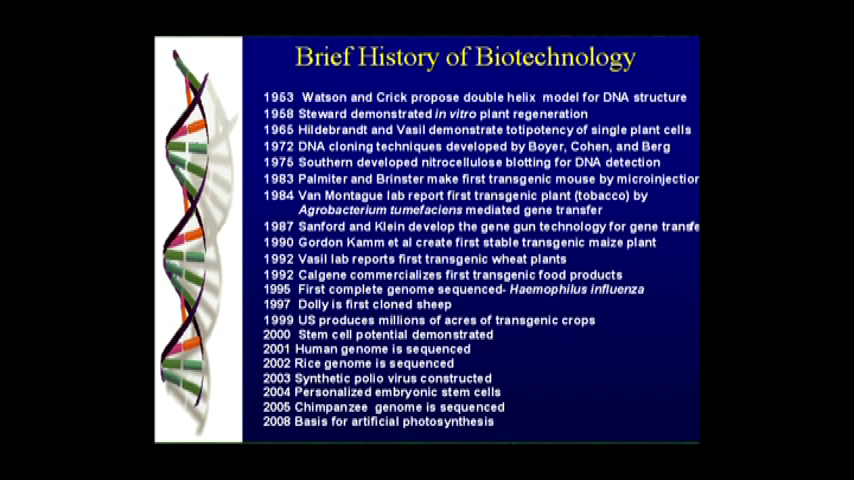 Brief History of Biotechnology
1953 Watson and Crick propose double helix model for DNA structure
1958 Steward demonstrated in vitro plant regeneration
1965 Hildebrandt and Vasil demonstrate totipotency of single plant cells
1972 DNA cloning techniques developed by Boyer, Cohen, and Berg
1975 Southern developed nitrocellulose blotting for DNA detection
1983 Palmiter and Brinster make first transgenic mouse by microinjection
1984 Van Montague lab report first transgenic plant (tobacco) by
Agrobacterium tumefaciens mediated gene transfer
1987 Sanford and Klein develop the gene gun technology for gene transfe
1990 Gordon Kamm et al create first stable transgenic maize plant
1992 Vasil lab reports first transgenic wheat plants
1992 Calgene commercializes first transgenic food products
1995 First complete genome sequenced- Haemophilus influenza
1997 Dolly is first cloned sheep
1999 US produces millions of acres of transgenic crops
2000 Stem cell potential demonstrated
2001 Human genome is sequenced
2002 Rice genome is sequenced
2003 Synthetic polio virus constructed
2004 Personalized embryonic stem cells
2005 Chimpanzee genome is sequenced
2008 Basis for artificial photosynthesis